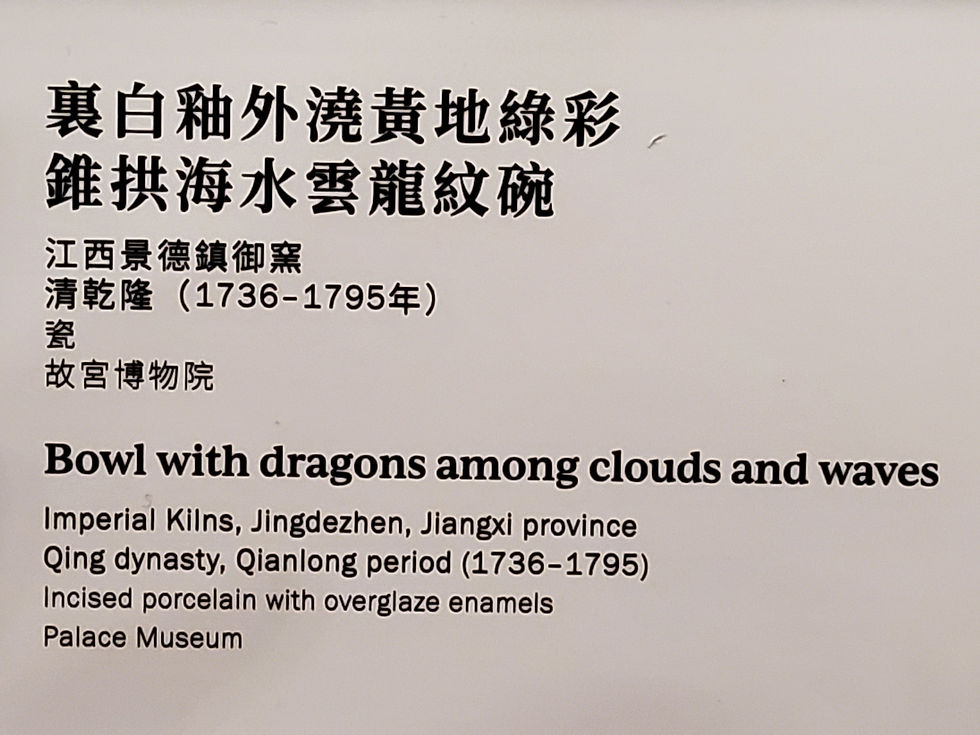 裏白釉外澆黃地綠彩
錐拱海水雲龍紋碗
江西景德鎮御窯
清乾隆（1736–1795年）
瓷
故宮博物院
Bowl with dragons among clouds and waves
Imperial Kilns, Jingdezhen, Jiangxi province
Qing dynasty, Qianlong period (1736–1795)
Incised porcelain with overglaze enamels
Palace Museum